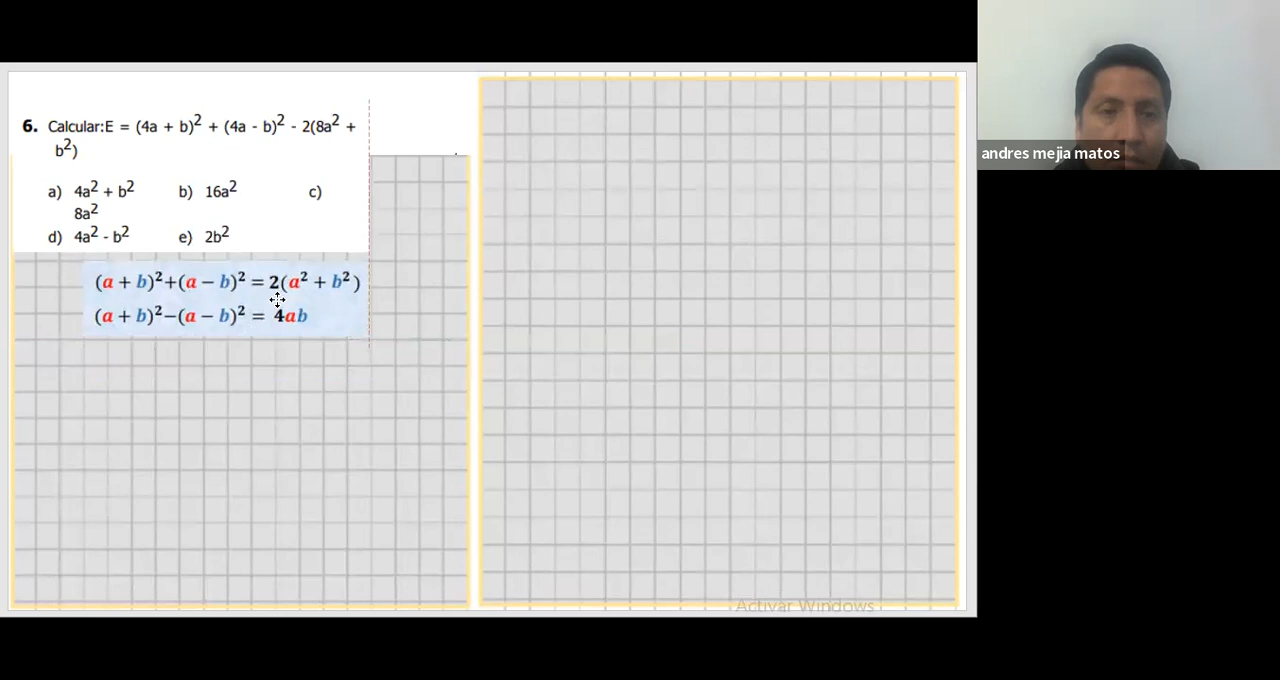 6. Calcular:E = (4a + b)² + (4a - b)² - 2(8a² +
b²)
a) 4a² + b² b) 16a² c)
8a²
d) 4a² - b² e) 2b²
(a + b)²+(a − b)² = 2(a² + b²)
(a + b)²−(a − b)² = 4ab
andres mejia matos
Activar Windows